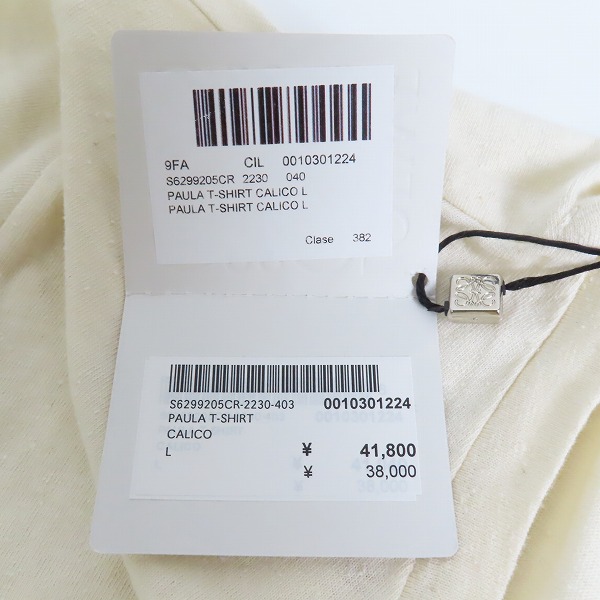 9FA CIL 0010301224
S6299205CR 2230 040
PAULA T-SHIRT CALICO L
PAULA T-SHIRT CALICO L
Clase 382
S6299205CR-2230-403 0010301224
PAULA T-SHIRT
CALICO
L ¥ 41,800
¥ 38,000